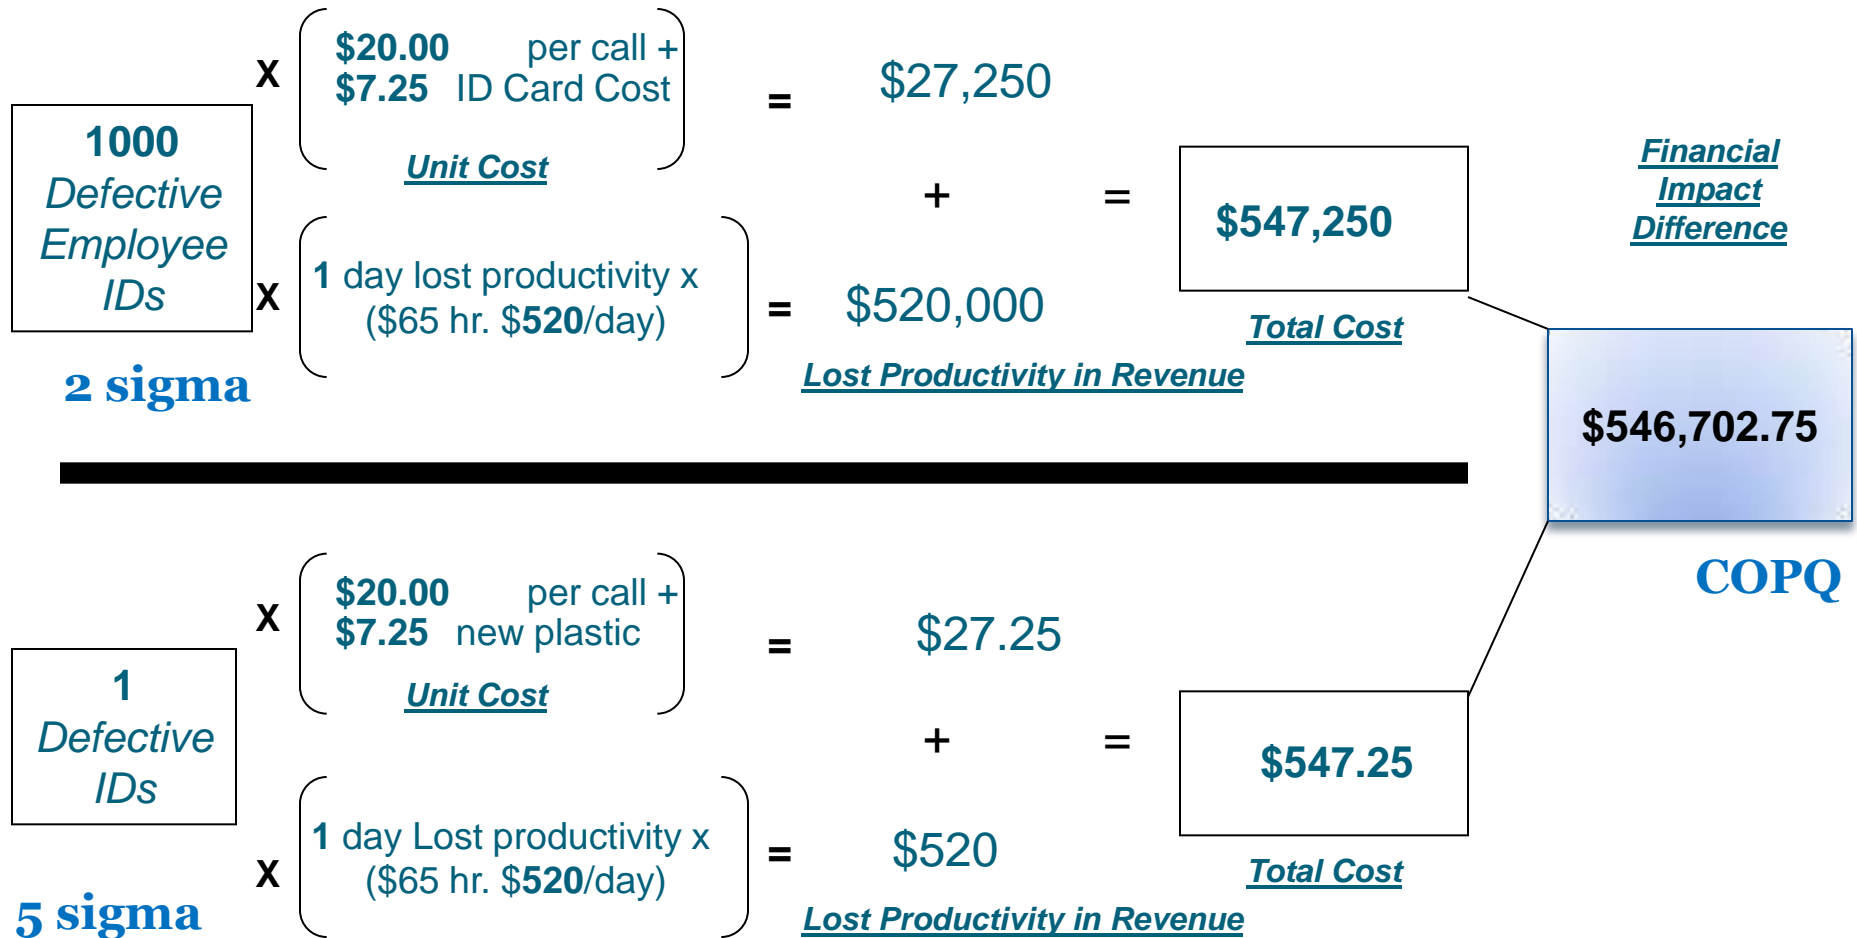 X
$20.00 per call +
$7.25 ID Card Cost
Unit Cost
=
$27,250
1000
Defective
Employee
IDs
X
1 day lost productivity x
($65 hr. $520/day)
=
$520,000
Lost Productivity in Revenue
+
=
$547,250
Total Cost
Financial
Impact
Difference
2 sigma
$546,702.75
COPQ
X
$20.00 per call +
$7.25 new plastic
Unit Cost
=
$27.25
1
Defective
IDs
X
1 day Lost productivity x
($65 hr. $520/day)
=
$520
Lost Productivity in Revenue
+
=
$547.25
Total Cost
5 sigma